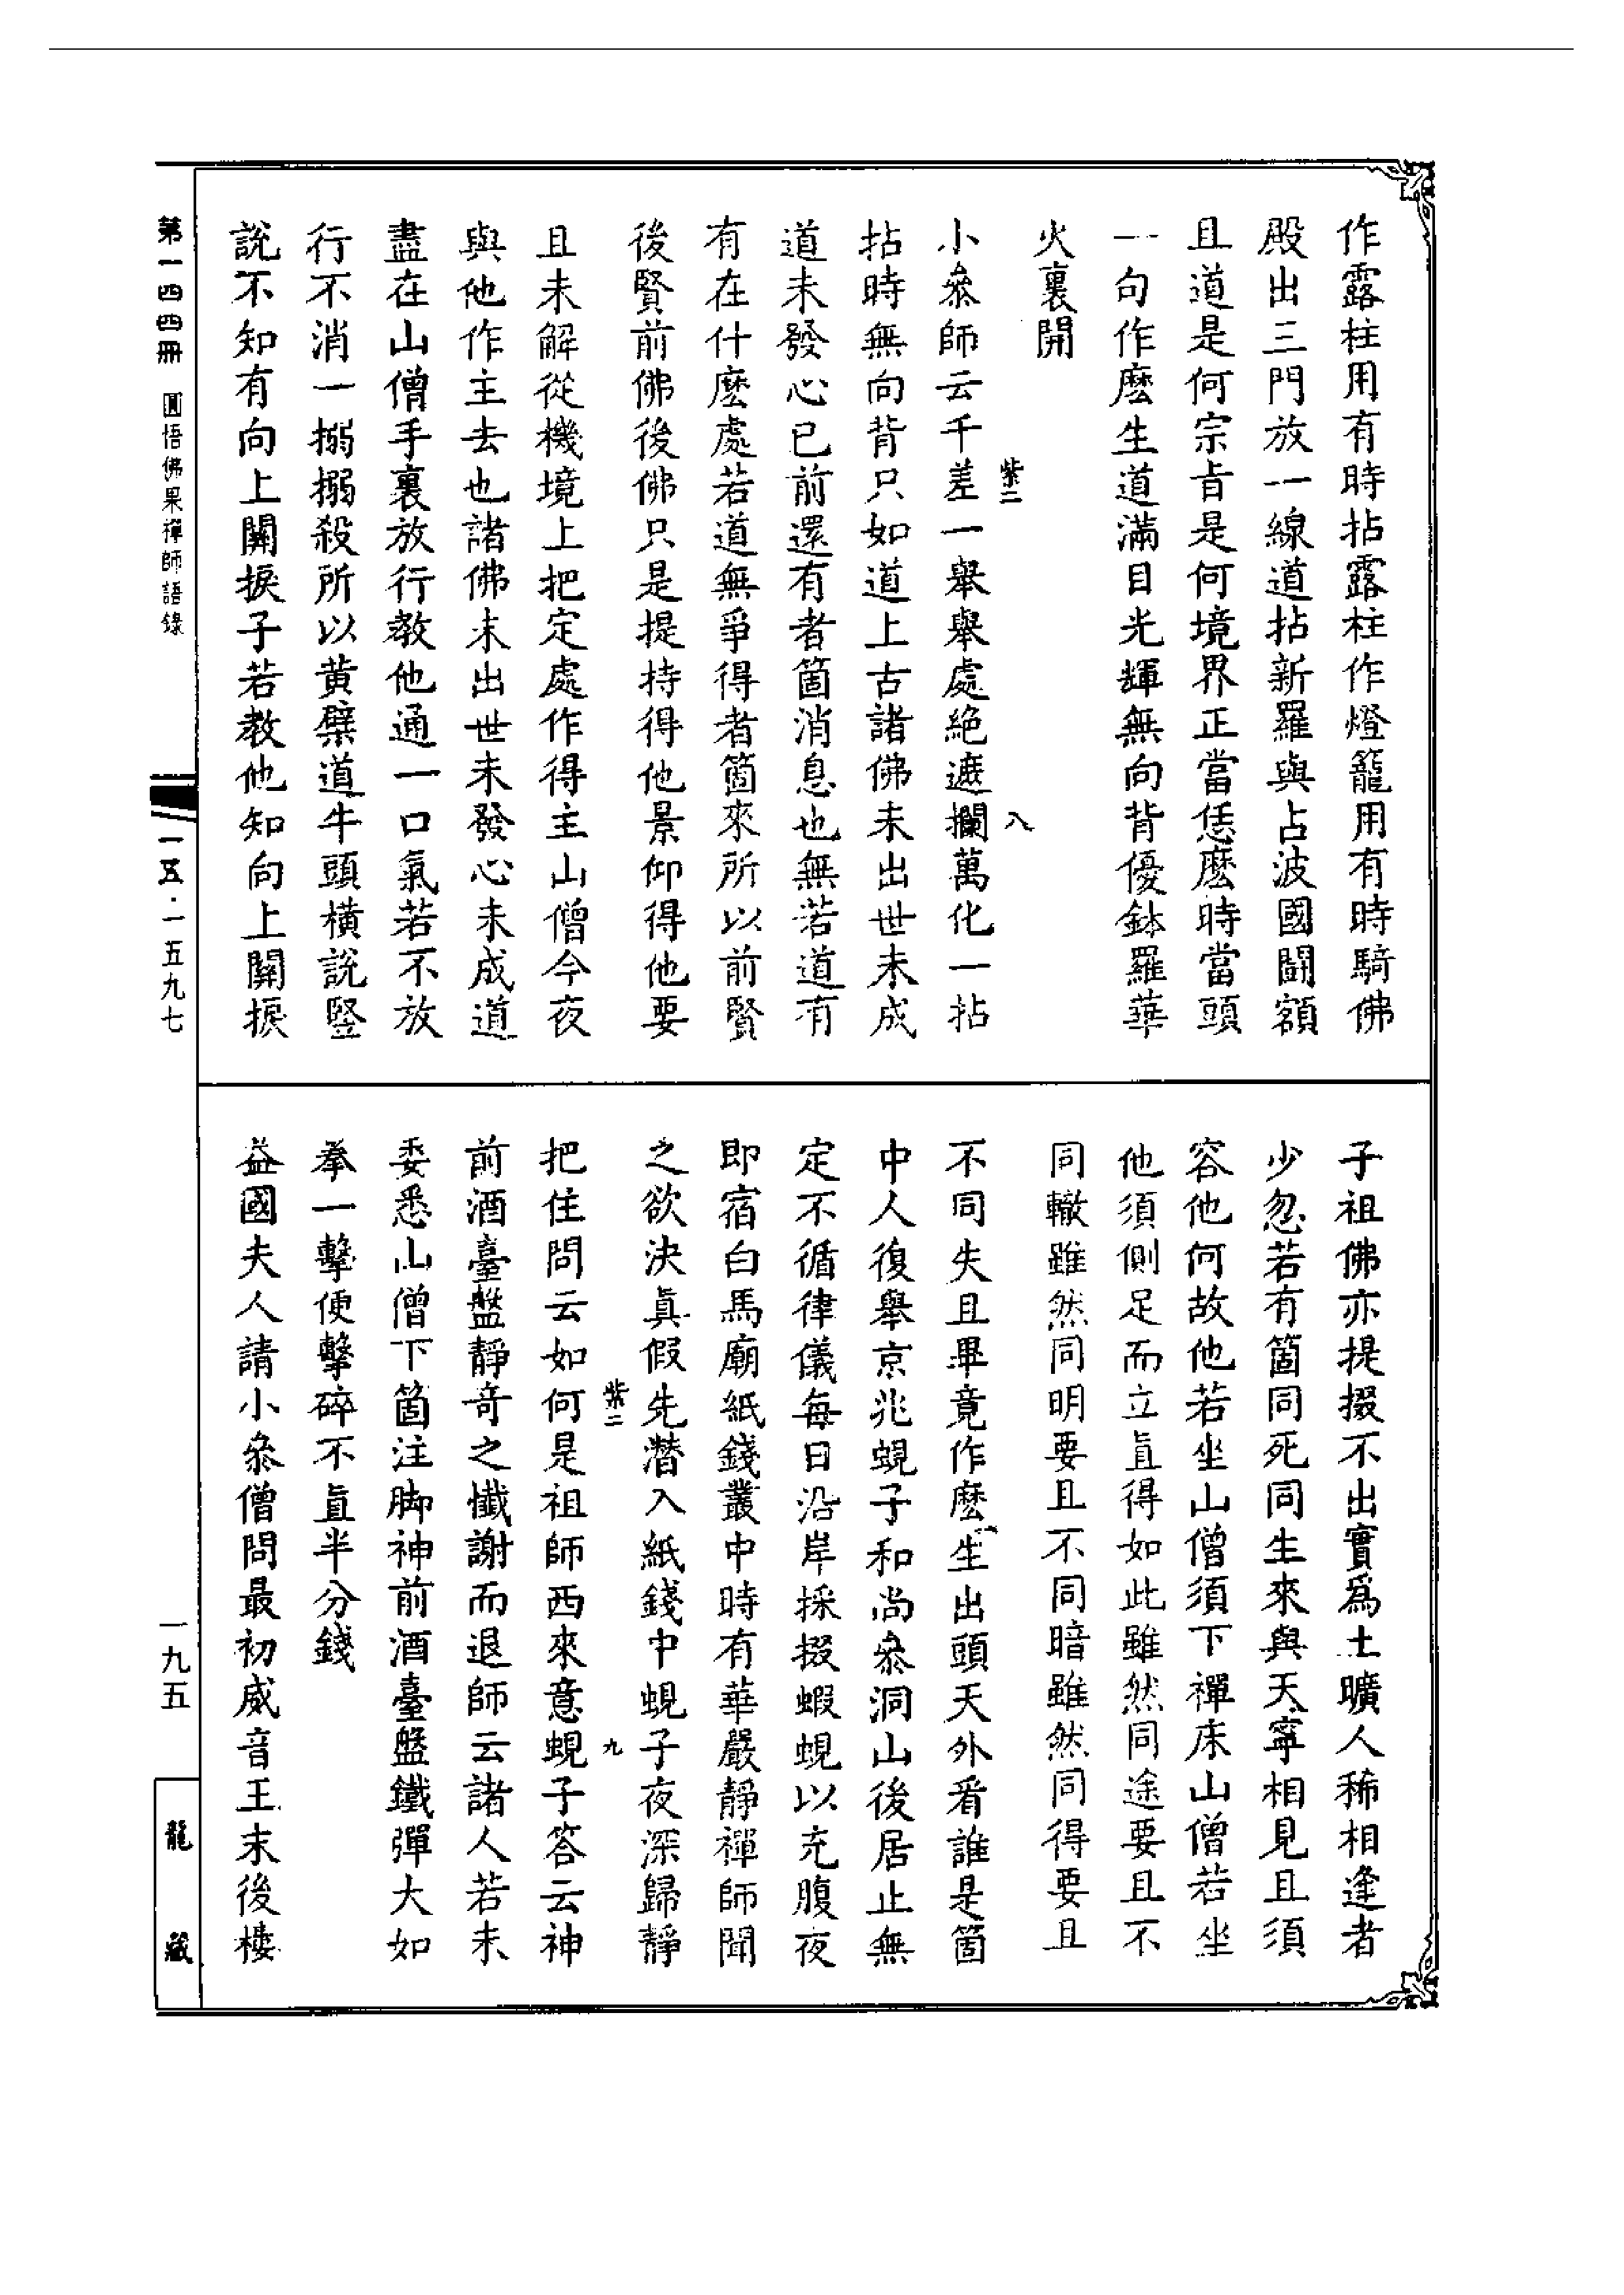 作露柱用有時拈露柱作燈籠用有時騎佛
殿出三門放一線道拈新羅與占波國鬬額
且道是何宗旨是何境界正當恁麽時當頭
一句作麽生道滿目光輝無向背優鉢羅華
火裏開
紫二
八
小叅師云千差一舉舉處絶遮攔萬化一拈
拈時無向背只如道上古諸佛未出世未成
道未發心已前還有者箇消息也無若道有
有在什麽處若道無爭得者箇來所以前賢
後賢前佛後佛只是提持得他景仰得他要
且未解從機境上把定處作得主山僧今夜
與他作主去也諸佛未出世未發心未成道
盡在山僧手裏放行教他通一口氣若不放
行不消一搦搦殺所以黄檗道牛頭橫說豎
說不知有向上關捩子若教他知向上關捩
子祖佛亦提掇不出實爲土曠人稀相逢者
少忽若有箇同死同生來與天寧相見且須
容他何故他若坐山僧須下禪床山僧若坐
他須側足而立直得如此雖然同途要且不
同轍雖然同明要且不同暗雖然同得要且
不同失且畢竟作麽生出頭天外看誰是箇
中人復舉京兆蜆子和尚叅洞山後居止無
定不循律儀每日沿岸採掇蝦蜆以充腹夜
即宿白馬廟紙錢叢中時有華嚴靜禪師聞
之欲決真假先潛入紙錢中蜆子夜深歸靜
紫二
九
把住問云如何是祖師西來意蜆子答云神
前酒臺盤靜竒之懺謝而退師云諸人若未
委悉山僧下箇注脚神前酒臺盤鐵彈大如
拳一擊便擊碎不直半分錢
益國夫人請小叅僧問最初威音王末後樓
第一四四冊 圓悟佛果禪師語錄
一五·一五九七
一九五
龍藏